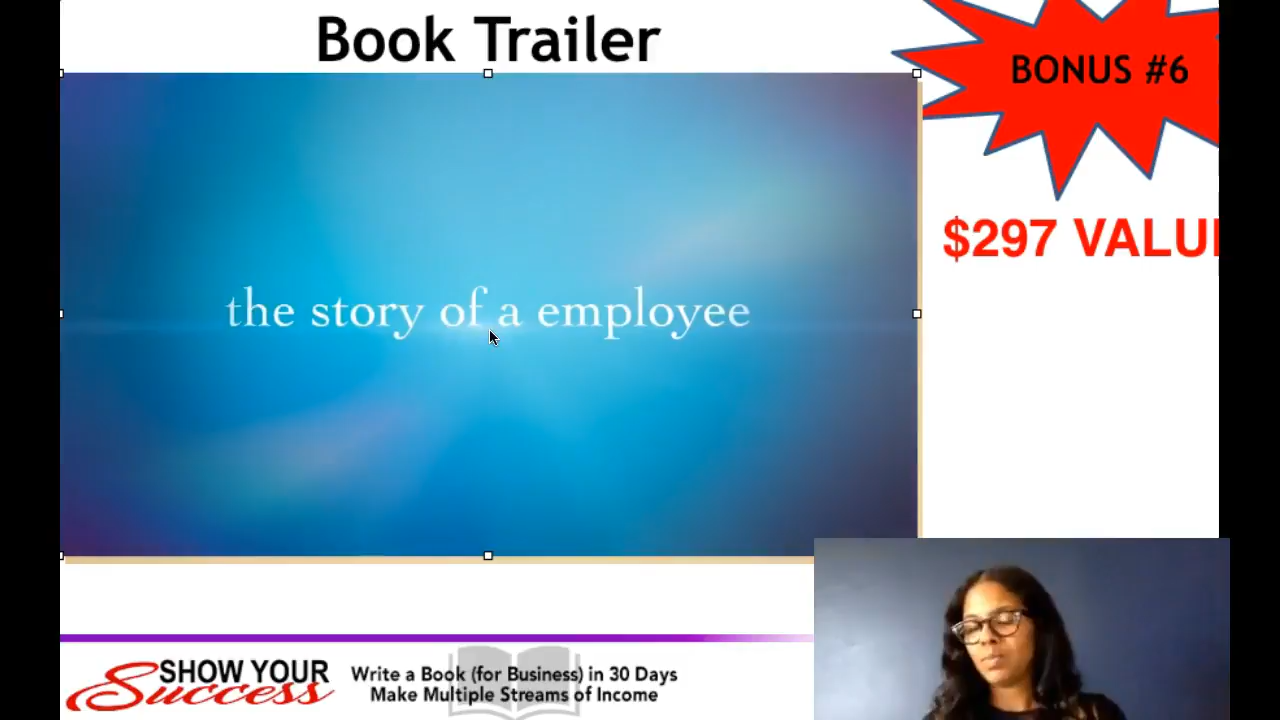 Book Trailer
BONUS #6
$297 VALU
the story of a employee
SHOW YOUR
Success
Write a Book (for Business) in 30 Days
Make Multiple Streams of Income